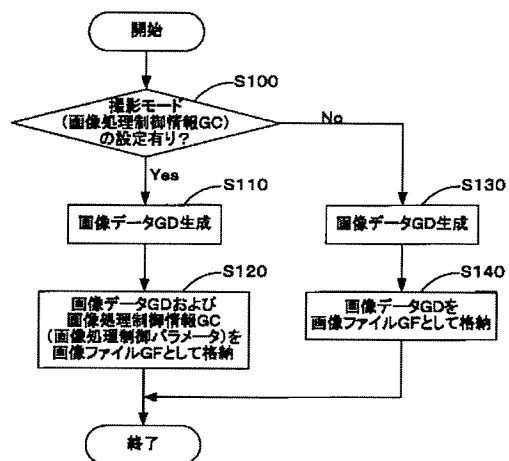 開始
S100
撮影モード
(画像処理制御情報GC)
の設定有り？
No
Yes
S110
画像データGD生成
S130
画像データGD生成
S120
画像データGDおよび
画像処理制御情報GC
(画像処理制御パラメータ)を
画像ファイルGFとして格納
S140
画像データGDを
画像ファイルGFとして格納
終了